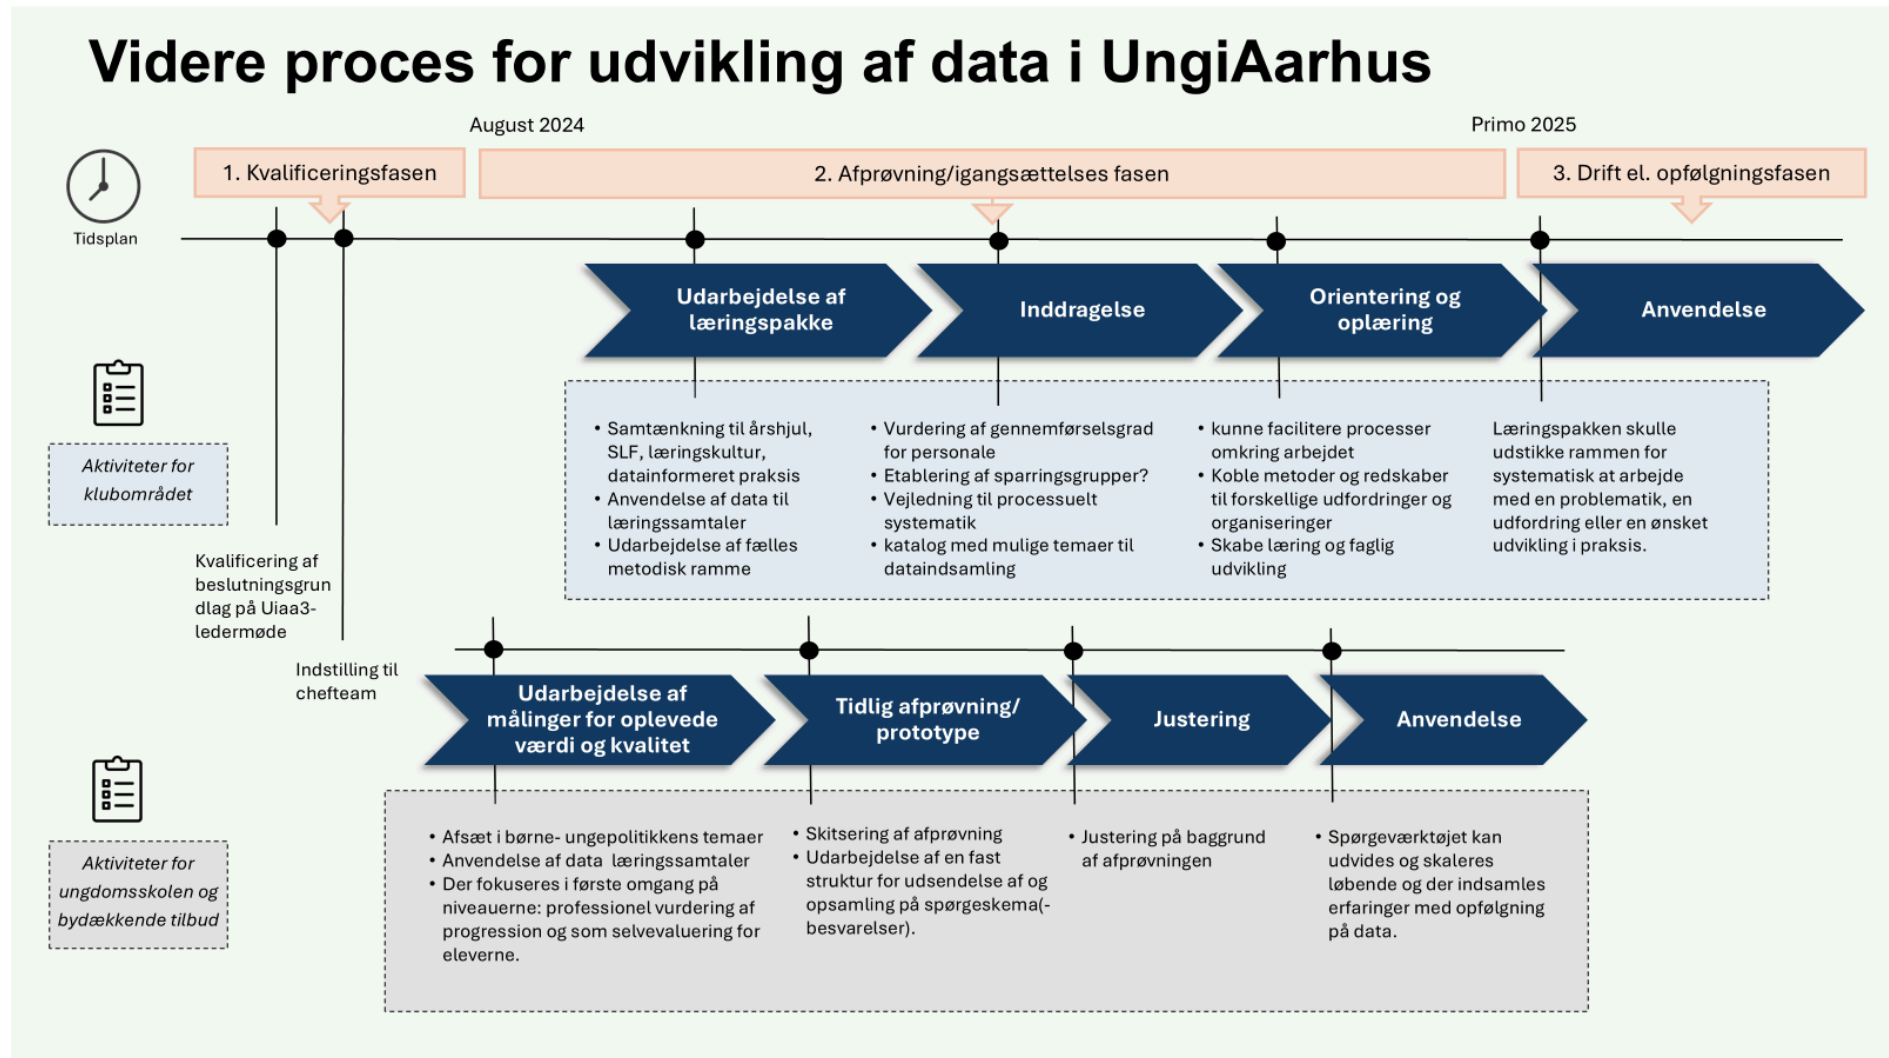 Videre proces for udvikling af data i UngiAarhus
August 2024
Primo 2025
1. Kvalificeringsfasen
2. Afprøvning/igangsættelses fasen
3. Drift el. opfølgningsfasen
Tidsplan
Udarbejdelse af
læringspakke
Inddragelse
Orientering og
oplæring
Anvendelse
Aktiviteter for
klubområdet
• Samtænkning til årshjul,
SLF, læringskultur,
datainformeret praksis
• Anvendelse af data til
læringssamtaler
• Udarbejdelse af fælles
metodisk ramme
• Vurdering af gennemførselsgrad
for personale
• Etablering af sparringsgrupper?
• Vejledning til processuelt
systematik
• katalog med mulige temaer til
dataindsamling
• kunne facilitere processer
omkring arbejdet
• Koble metoder og redskaber
til forskellige udfordringer og
organiseringer
• Skabe læring og faglig
udvikling
Læringspakken skulle
udstikke rammen for
systematisk at arbejde
med en problematik, en
udfordring eller en ønsket
udvikling i praksis.
Kvalificering af
beslutningsgrun
dlag på Uiaa3-
ledermøde
Indstilling til
chefteam
Udarbejdelse af
målinger for oplevede
værdi og kvalitet
Tidlig afprøvning/
prototype
Justering
Anvendelse
Aktiviteter for
ungdomsskolen og
bydækkende tilbud
• Afsæt i børne- ungepolitikkens temaer
• Anvendelse af data  læringssamtaler
• Der fokuseres i første omgang på
niveauerne: professionel vurdering af
progression og som selvevaluering for
eleverne.
• Skitsering af afprøvning
• Udarbejdelse af en fast
struktur for udsendelse af og
opsamling på spørgeskema(-
besvarelser).
• Justering på baggrund
af afprøvningen
• Spørgeværktøjet kan
udvides og skaleres
løbende og der indsamles
erfaringer med opfølgning
på data.